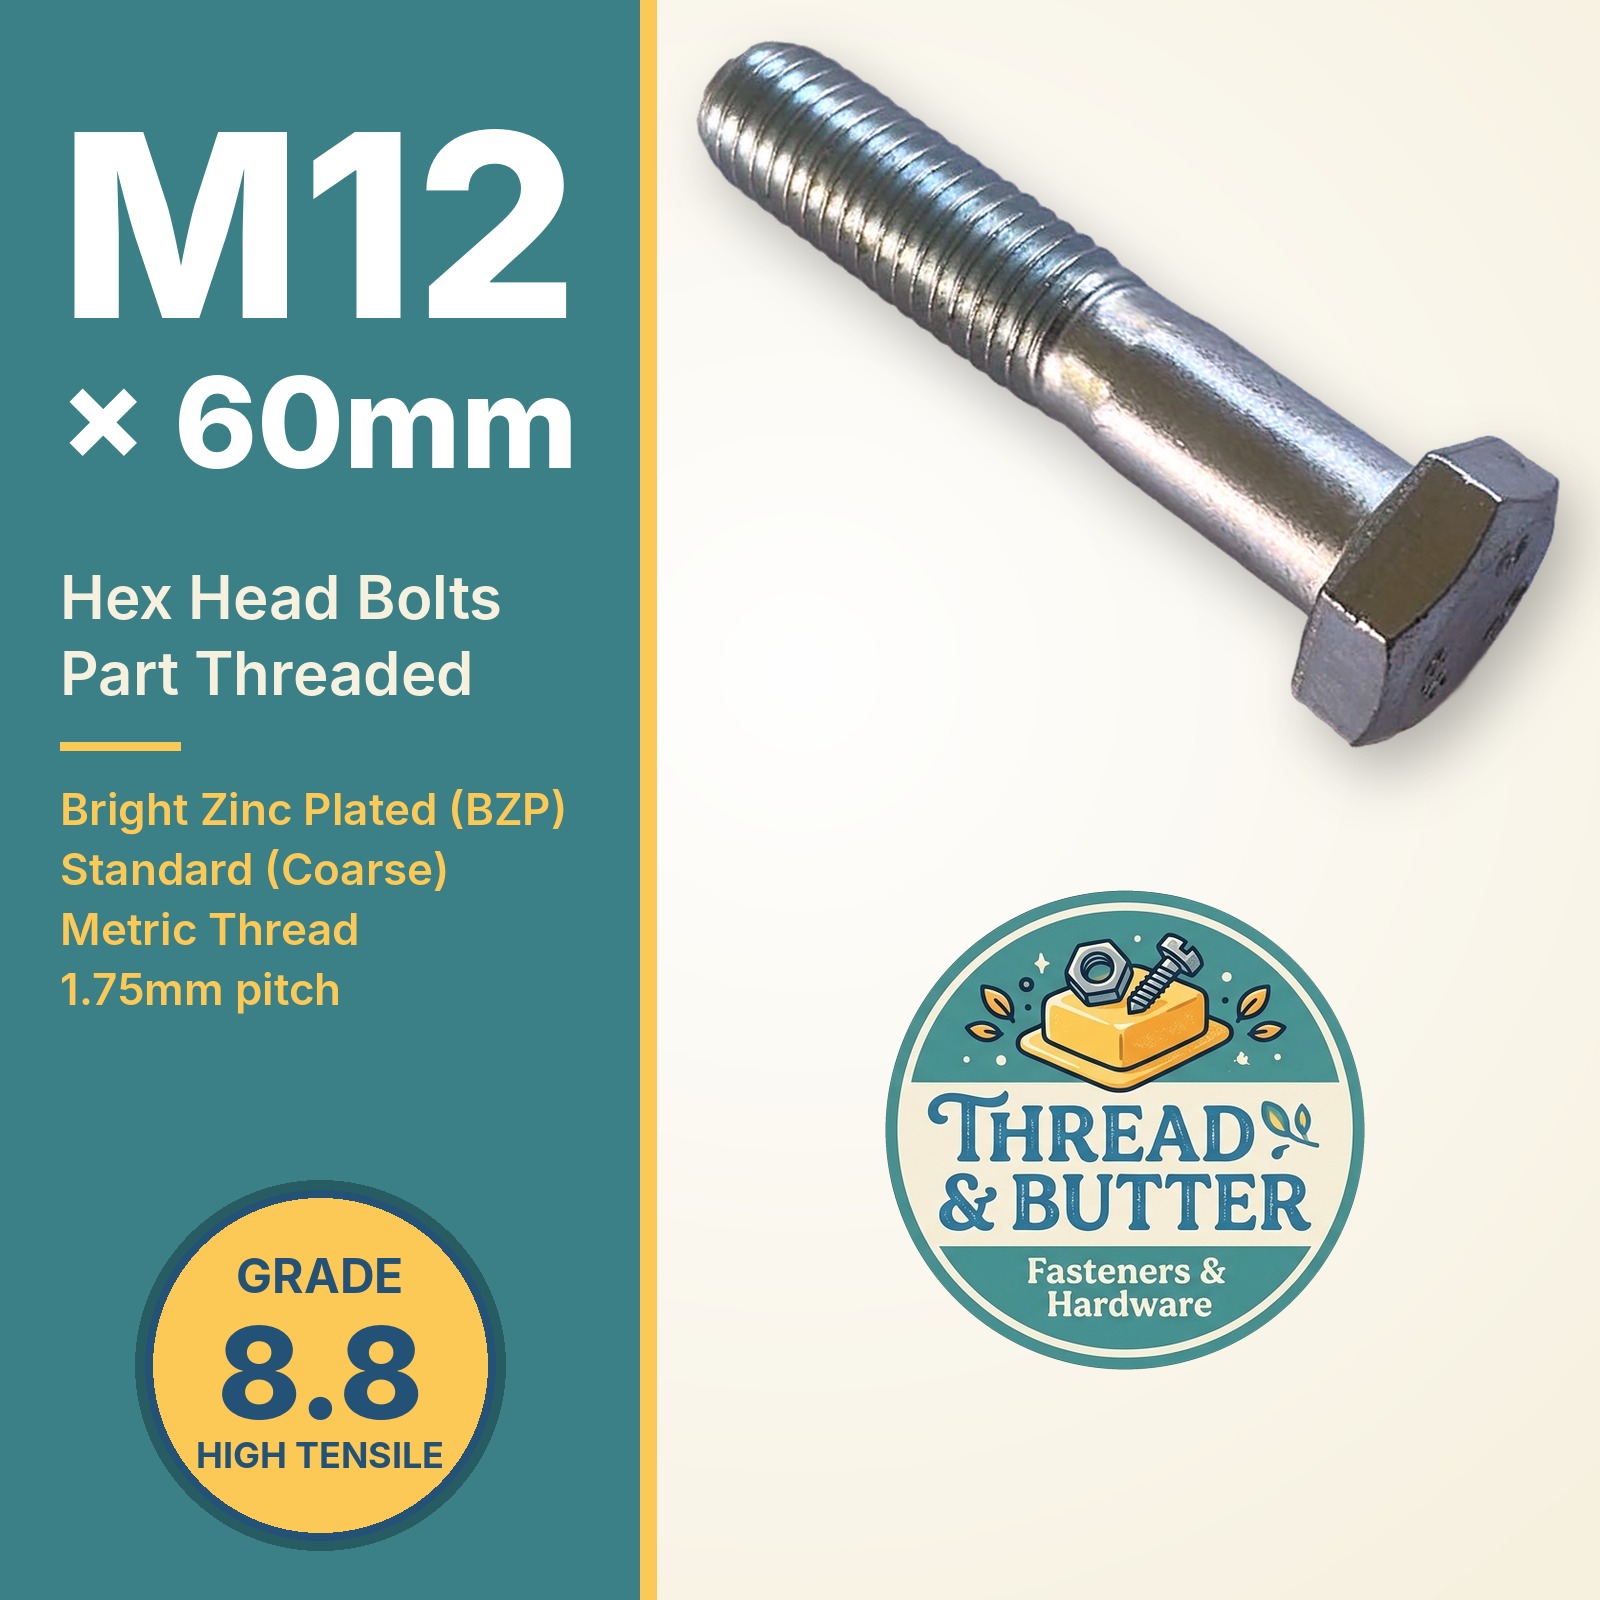 M12
× 60mm
Hex Head Bolts
Part Threaded
Bright Zinc Plated (BZP)
Standard (Coarse)
Metric Thread
1.75mm pitch
GRADE
8.8
HIGH TENSILE
THREAD
& BUTTER
Fasteners &
Hardware